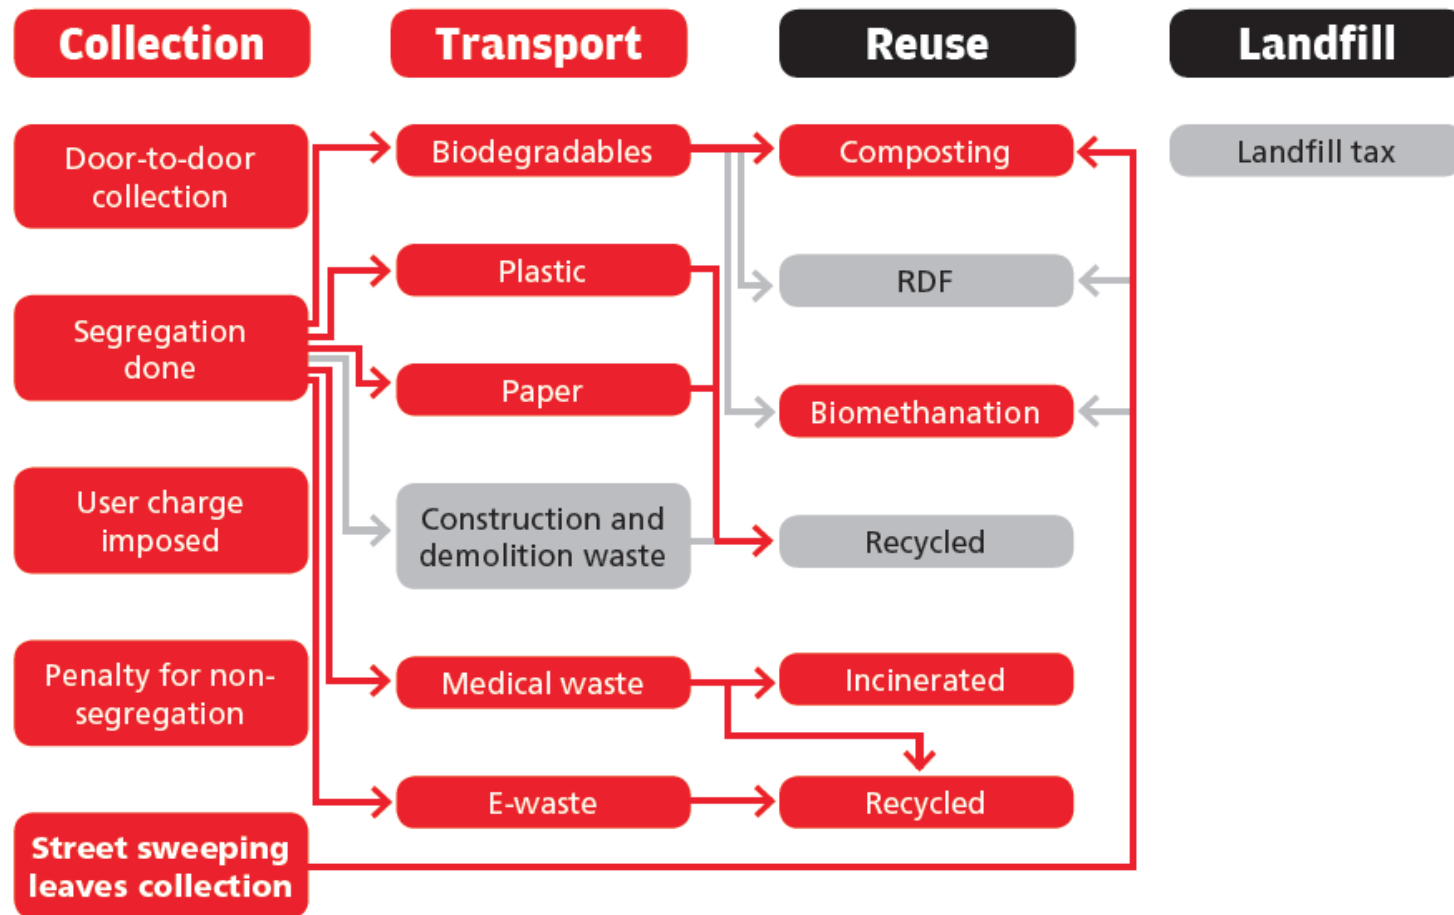 Collection
Transport
Reuse
Landfill
Door-to-door
collection
Biodegradables
Composting
Landfill tax
Plastic
RDF
Segregation
done
Paper
Biomethanation
User charge
imposed
Construction and
demolition waste
Recycled
Penalty for non-
segregation
Medical waste
Incinerated
E-waste
Recycled
Street sweeping
leaves collection